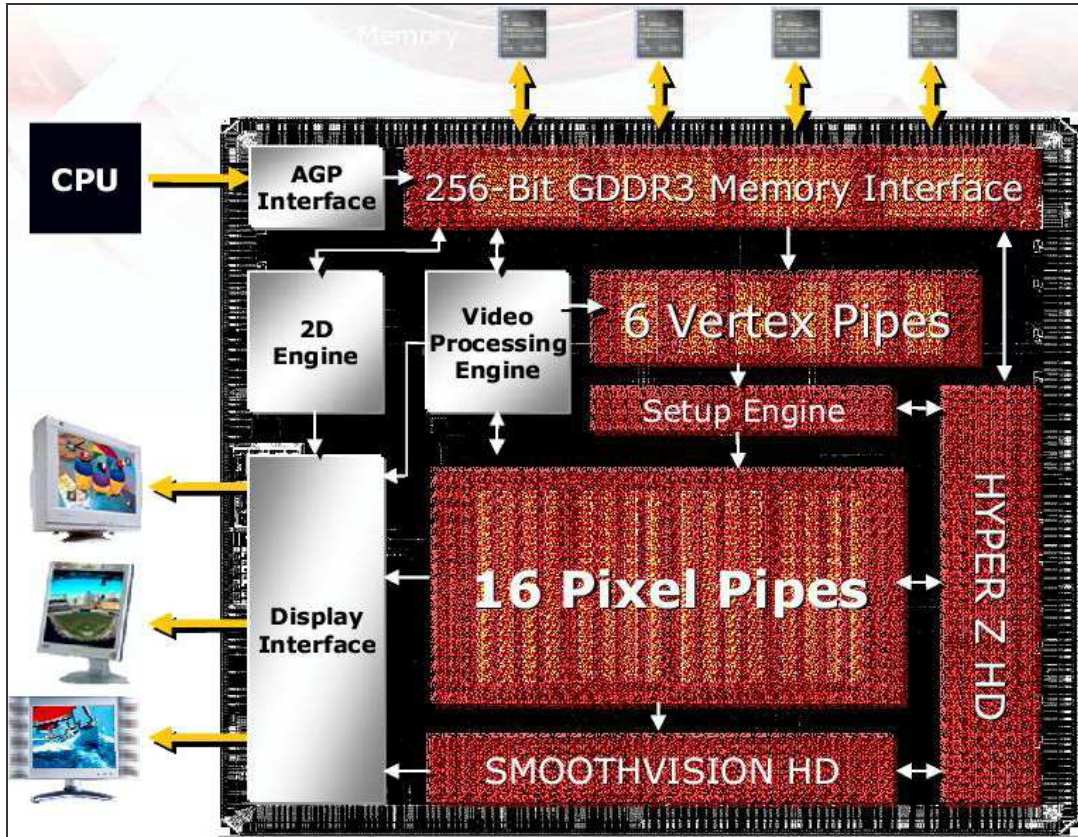 Memory
CPU
AGP
Interface
256-Bit GDDR3 Memory Interface
2D
Engine
Video
Processing
Engine
6 Vertex Pipes
Setup Engine
HYPER Z HD
16 Pixel Pipes
Display
Interface
SMOOTHVISION HD